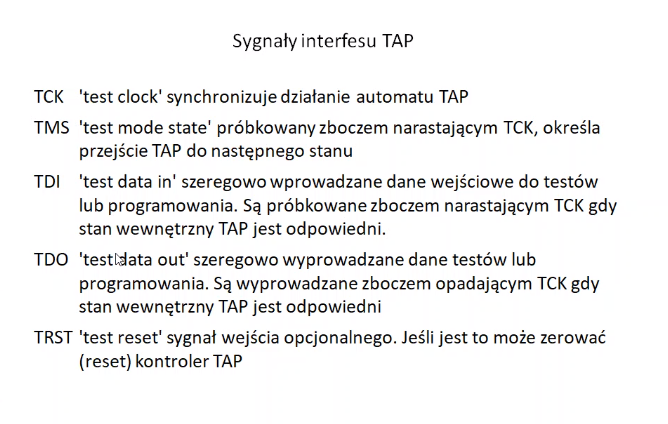 Sygnały interfesu TAP
TCK 'test clock' synchronizuje działanie automatu TAP
TMS 'test mode state' próbkowany zboczem narastającym TCK, określa
przejście TAP do następnego stanu
TDI 'test data in' szeregowo wprowadzane dane wejściowe do testów
lub programowania. Są próbkowane zboczem narastającym TCK gdy
stan wewnętrzny TAP jest odpowiedni.
TDO 'test data out' szeregowo wyprowadzane dane testów lub
programowania. Są wyprowadzane zboczem opadającym TCK gdy
stan wewnętrzny TAP jest odpowiedni
TRST 'test reset' sygnał wejścia opcjonalnego. Jeśli jest to może zerować
(reset) kontroler TAP